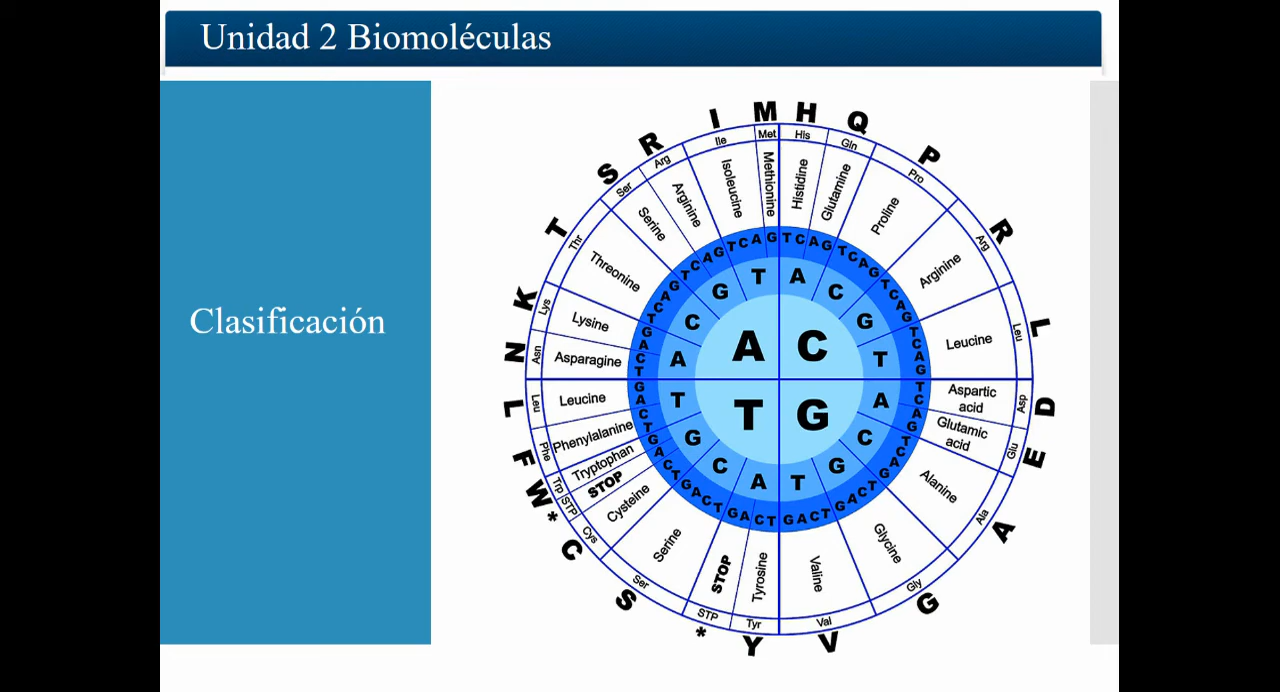 Unidad 2 Biomoléculas
Clasificación
A C
T G
A C G T
A C G T
A C G T
A C G T
T C A G T C A G T C A G T C A G
T C A G T C A G T C A G T C A G
T C A G T C A G T C A G T C A G
T C A G T C A G T C A G T C A G
H His Histidine
Q Gln Glutamine
P Pro Proline
R Arg Arginine
L Leu Leucine
D Asp Aspartic acid
E Glu Glutamic acid
A Ala Alanine
G Gly Glycine
V Val Valine
Y Tyr Tyrosine
* STP STOP
S Ser Serine
C Cys Cysteine
* STP STOP
W Trp Tryptophan
F Phe Phenylalanine
L Leu Leucine
N Asn Asparagine
K Lys Lysine
T Thr Threonine
S Ser Serine
R Arg Arginine
I Ile Isoleucine
M Met Methionine